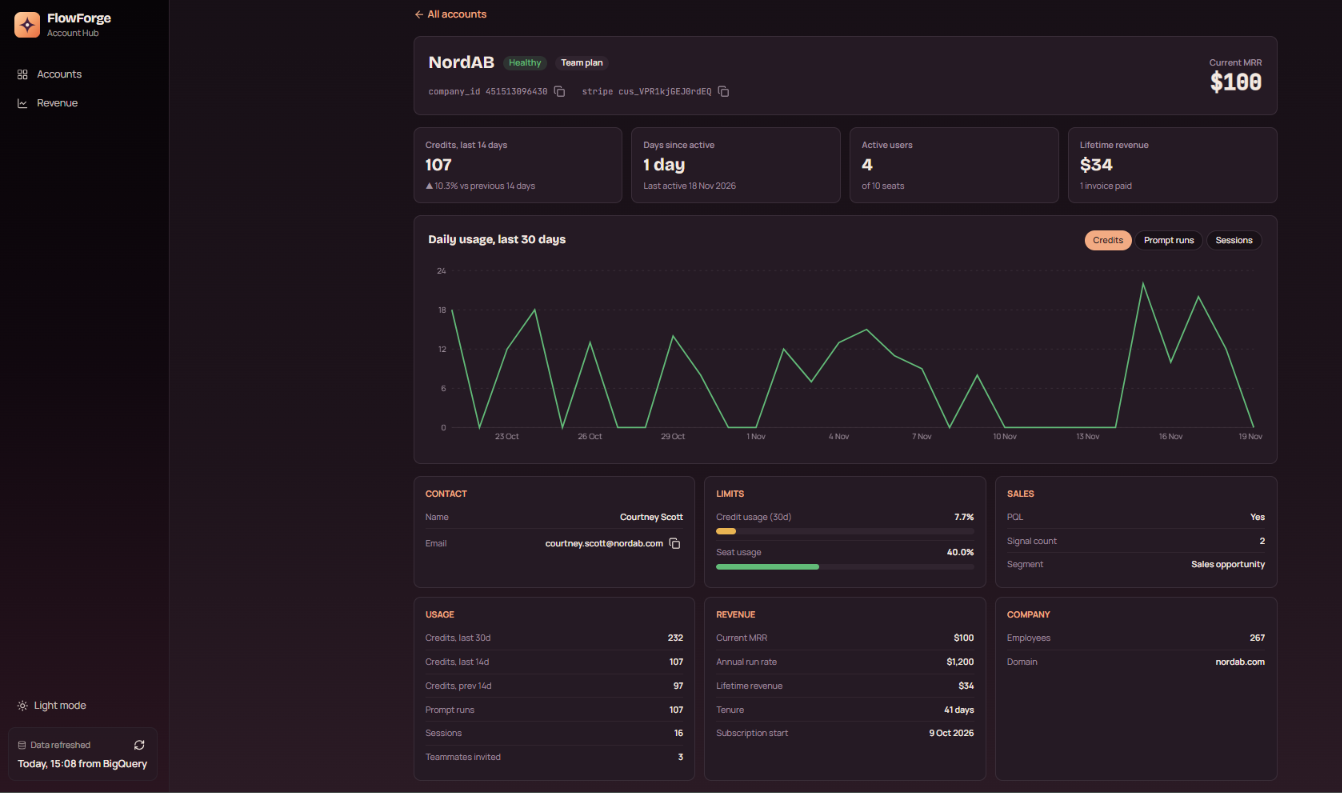 FlowForge
Account Hub
Accounts
Revenue
Light mode
Data refreshed
Today, 15:08 from BigQuery
← All accounts
NordAB Healthy Team plan
company_id 451513096430 stripe cus_VPR1kjGEJ0rdEQ
Current MRR
$100
Credits, last 14 days
107
▲ 10.3% vs previous 14 days
Days since active
1 day
Last active 18 Nov 2026
Active users
4
of 10 seats
Lifetime revenue
$34
1 invoice paid
Daily usage, last 30 days
Credits Prompt runs Sessions
24
18
12
6
0
23 Oct 26 Oct 29 Oct 1 Nov 4 Nov 7 Nov 10 Nov 13 Nov 16 Nov 19 Nov
CONTACT
Name Courtney Scott
Email courtney.scott@nordab.com
LIMITS
Credit usage (30d) 7.7%
Seat usage 40.0%
SALES
PQL Yes
Signal count 2
Segment Sales opportunity
USAGE
Credits, last 30d 232
Credits, last 14d 107
Credits, prev 14d 97
Prompt runs 107
Sessions 16
Teammates invited 3
REVENUE
Current MRR $100
Annual run rate $1,200
Lifetime revenue $34
Tenure 41 days
Subscription start 9 Oct 2026
COMPANY
Employees 267
Domain nordab.com